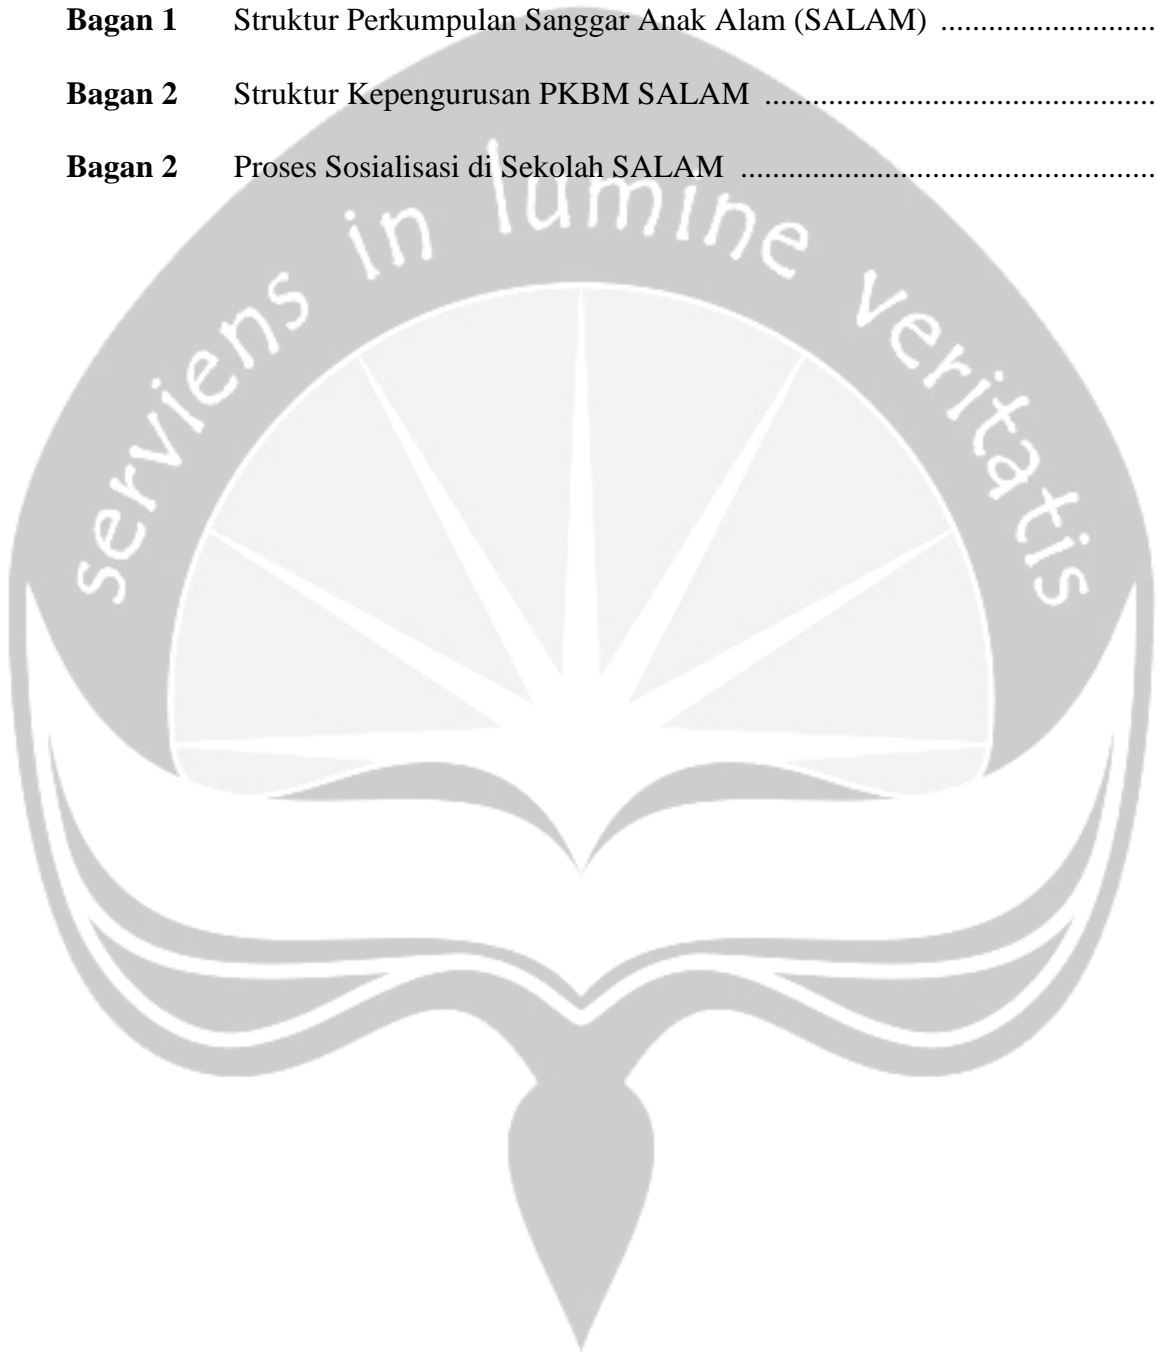 Bagan 1 Struktur Perkumpulan Sanggar Anak Alam (SALAM) ..........................
Bagan 2 Struktur Kepengurusan PKBM SALAM ................................................
Bagan 2 Proses Sosialisasi di Sekolah SALAM ...................................................
serviens in lumine veritatis